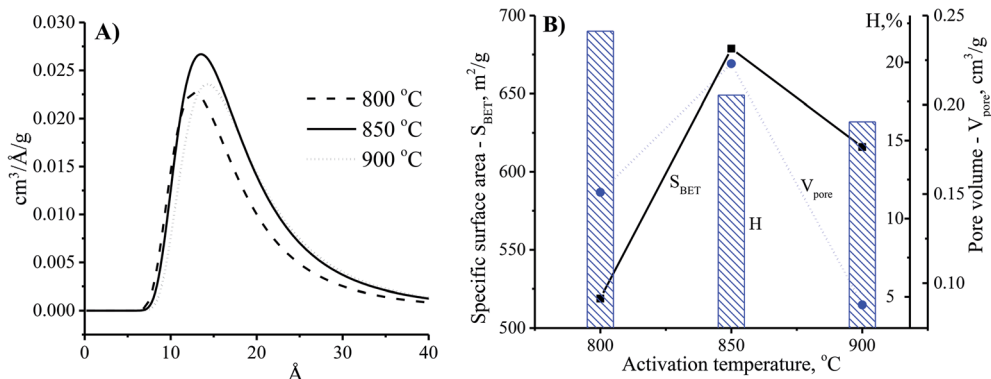 A)
cm³/Å/g
0.030
0.025
0.020
0.015
0.010
0.005
0.000
0
10
20
30
40
Å
800 °C
850 °C
900 °C
B)
Specific surface area - S_BET, m²/g
700
650
600
550
500
800
850
900
Activation temperature, °C
S_BET
H
V_pore
H,%
20
15
10
5
0.25
0.20
0.15
0.10
Pore volume - V_pore, cm³/g